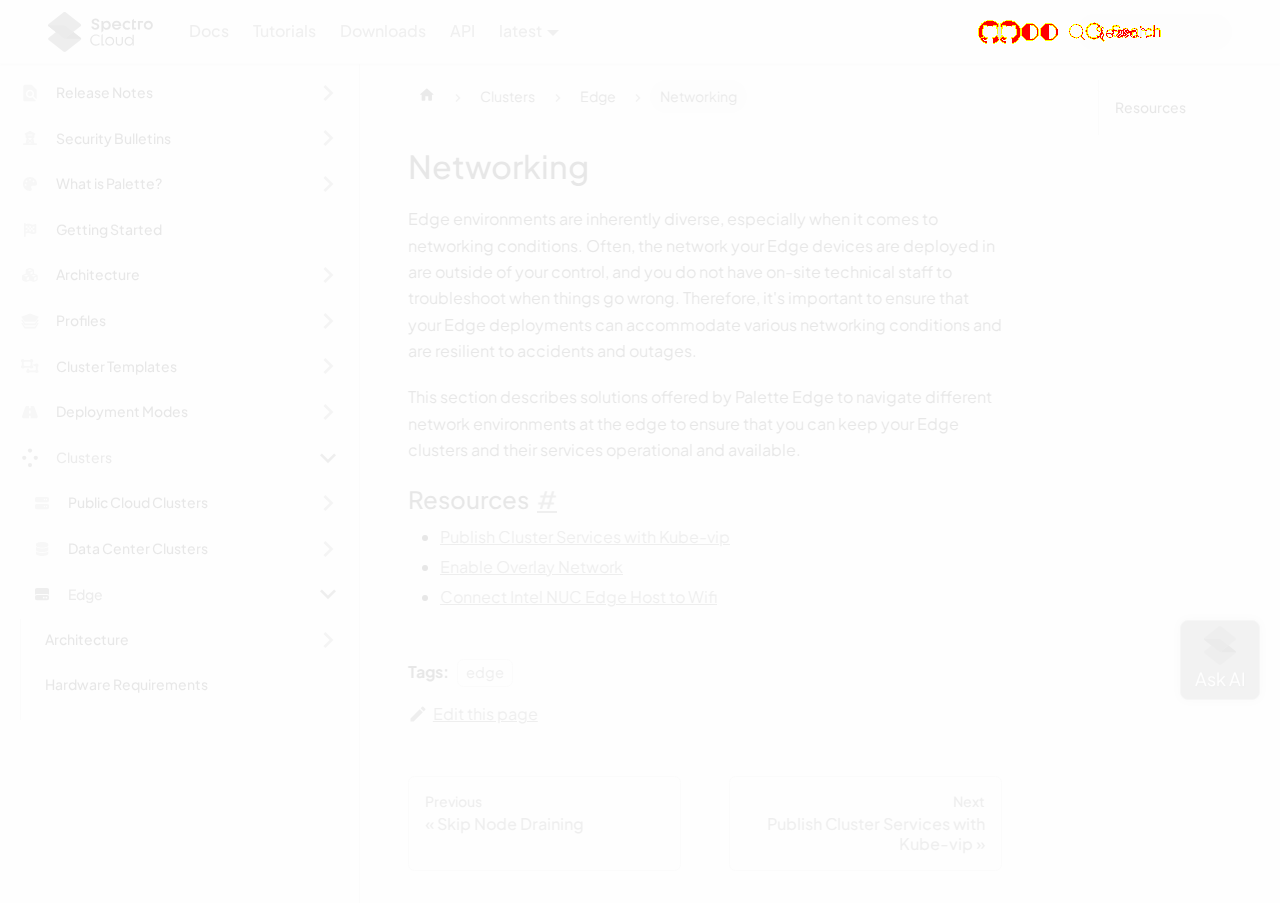 Spectro
Cloud
Docs
Tutorials
Downloads
API
latest
Search
Release Notes
Security Bulletins
What is Palette?
Getting Started
Architecture
Profiles
Cluster Templates
Deployment Modes
Clusters
Public Cloud Clusters
Data Center Clusters
Edge
Architecture
Hardware Requirements
Clusters
Edge
Networking
Networking
Edge environments are inherently diverse, especially when it comes to
networking conditions. Often, the network your Edge devices are deployed in
are outside of your control, and you do not have on-site technical staff to
troubleshoot when things go wrong. Therefore, it's important to ensure that
your Edge deployments can accommodate various networking conditions and
are resilient to accidents and outages.
This section describes solutions offered by Palette Edge to navigate different
network environments at the edge to ensure that you can keep your Edge
clusters and their services operational and available.
Resources #
Publish Cluster Services with Kube-vip
Enable Overlay Network
Connect Intel NUC Edge Host to Wifi
Tags: edge
Edit this page
Previous
« Skip Node Draining
Next
Publish Cluster Services with
Kube-vip »
Resources
Ask AI